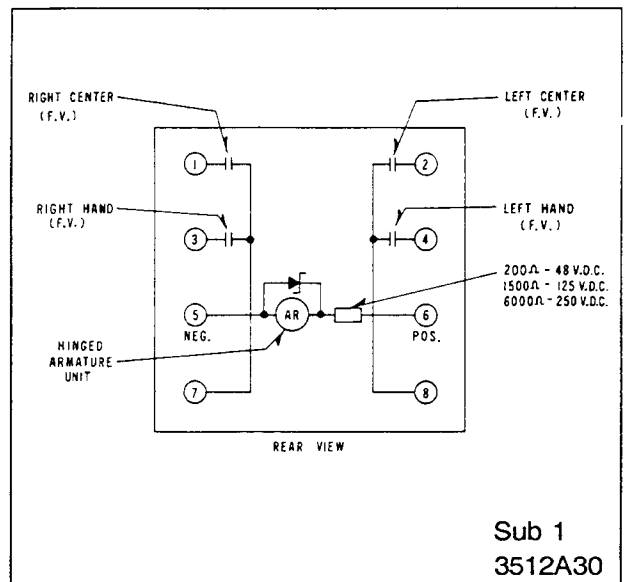 RIGHT CENTER
(F.V.)
LEFT CENTER
(F.V.)
1
2
RIGHT HAND
(F.V.)
LEFT HAND
(F.V.)
3
4
200Ω - 48 V.D.C.
1500Ω - 125 V.D.C.
6000Ω - 250 V.D.C.
5
AR
6
NEG.
POS.
HINGED
ARMATURE
UNIT
7
8
REAR VIEW
Sub 1
3512A30